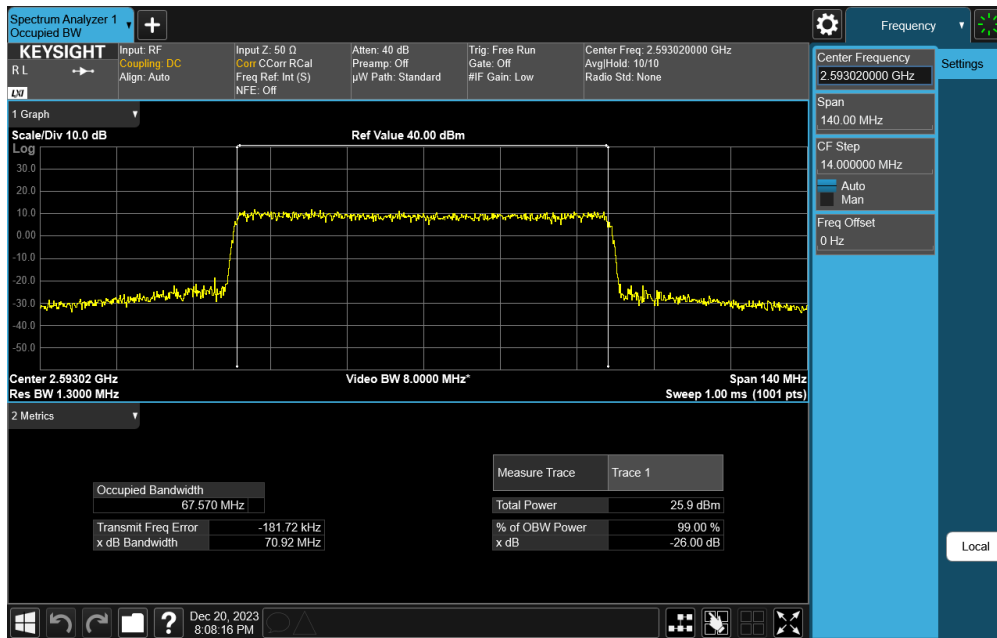 Spectrum Analyzer 1
Occupied BW
Frequency
KEYSIGHT
R L
LXI
Input: RF
Coupling: DC
Align: Auto
Input Z: 50 Ω
Corr CCorr RCal
Freq Ref: Int (S)
NFE: Off
Atten: 40 dB
Preamp: Off
µW Path: Standard
Trig: Free Run
Gate: Off
#IF Gain: Low
Center Freq: 2.593020000 GHz
Avg|Hold: 10/10
Radio Std: None
Center Frequency
2.593020000 GHz
Settings
Span
140.00 MHz
CF Step
14.000000 MHz
Auto
Man
Freq Offset
0 Hz
Local
1 Graph
Scale/Div 10.0 dB
Ref Value 40.00 dBm
Log
30.0
20.0
10.0
0.00
-10.0
-20.0
-30.0
-40.0
-50.0
Center 2.59302 GHz
Video BW 8.0000 MHz*
Span 140 MHz
Res BW 1.3000 MHz
Sweep 1.00 ms (1001 pts)
2 Metrics
Occupied Bandwidth
67.570 MHz
Transmit Freq Error -181.72 kHz
x dB Bandwidth 70.92 MHz
Measure Trace Trace 1
Total Power 25.9 dBm
% of OBW Power 99.00 %
x dB -26.00 dB
?
Dec 20, 2023
8:08:16 PM